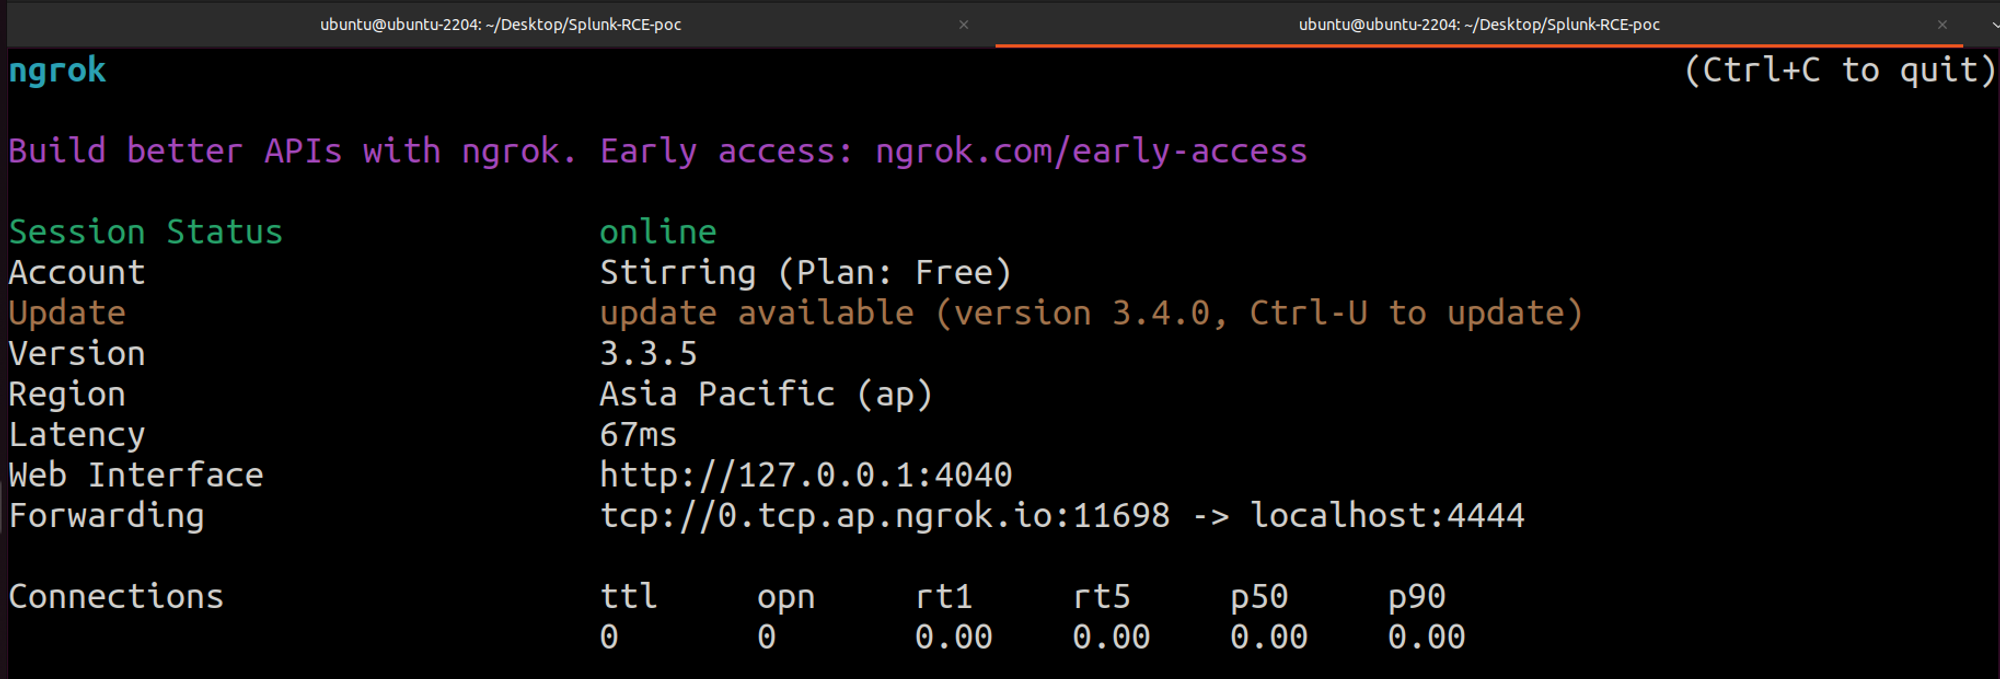 ubuntu@ubuntu-2204: ~/Desktop/Splunk-RCE-poc × ubuntu@ubuntu-2204: ~/Desktop/Splunk-RCE-poc ×
ngrok (Ctrl+C to quit)
Build better APIs with ngrok. Early access: ngrok.com/early-access
Session Status online
Account Stirring (Plan: Free)
Update update available (version 3.4.0, Ctrl-U to update)
Version 3.3.5
Region Asia Pacific (ap)
Latency 67ms
Web Interface http://127.0.0.1:4040
Forwarding tcp://0.tcp.ap.ngrok.io:11698 -> localhost:4444
Connections ttl opn rt1 rt5 p50 p90
0 0 0.00 0.00 0.00 0.00